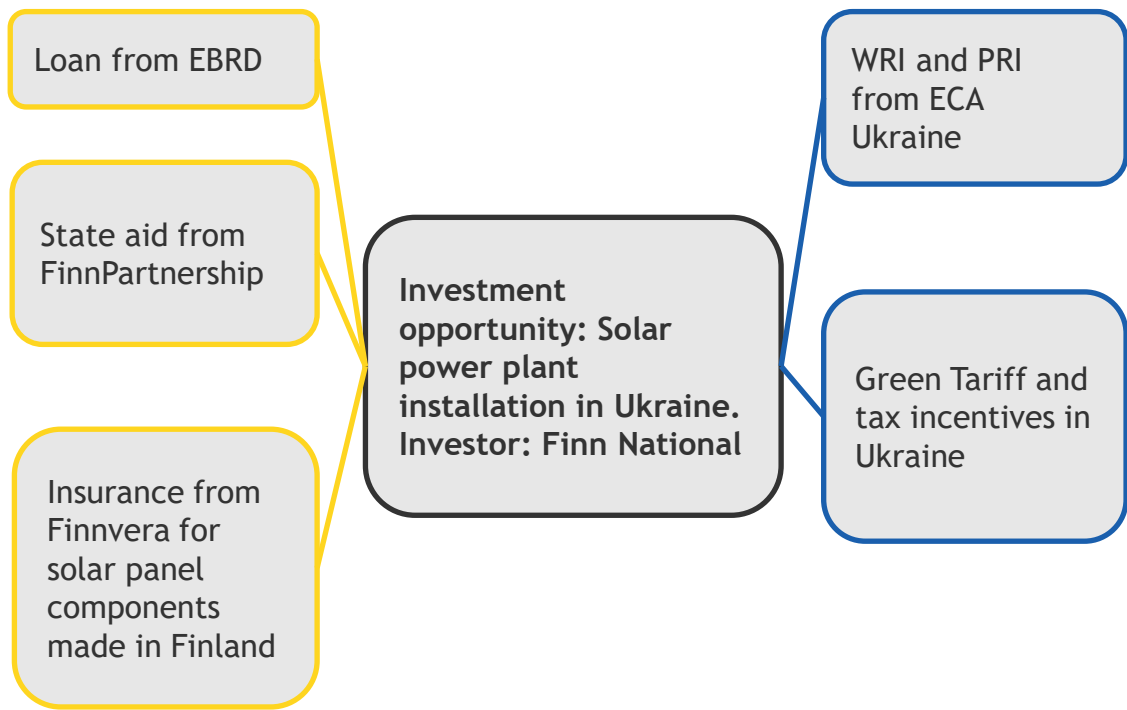 Loan from EBRD
State aid from
FinnPartnership
Insurance from
Finnvera for
solar panel
components
made in Finland
Investment
opportunity: Solar
power plant
installation in Ukraine.
Investor: Finn National
WRI and PRI
from ECA
Ukraine
Green Tariff and
tax incentives in
Ukraine